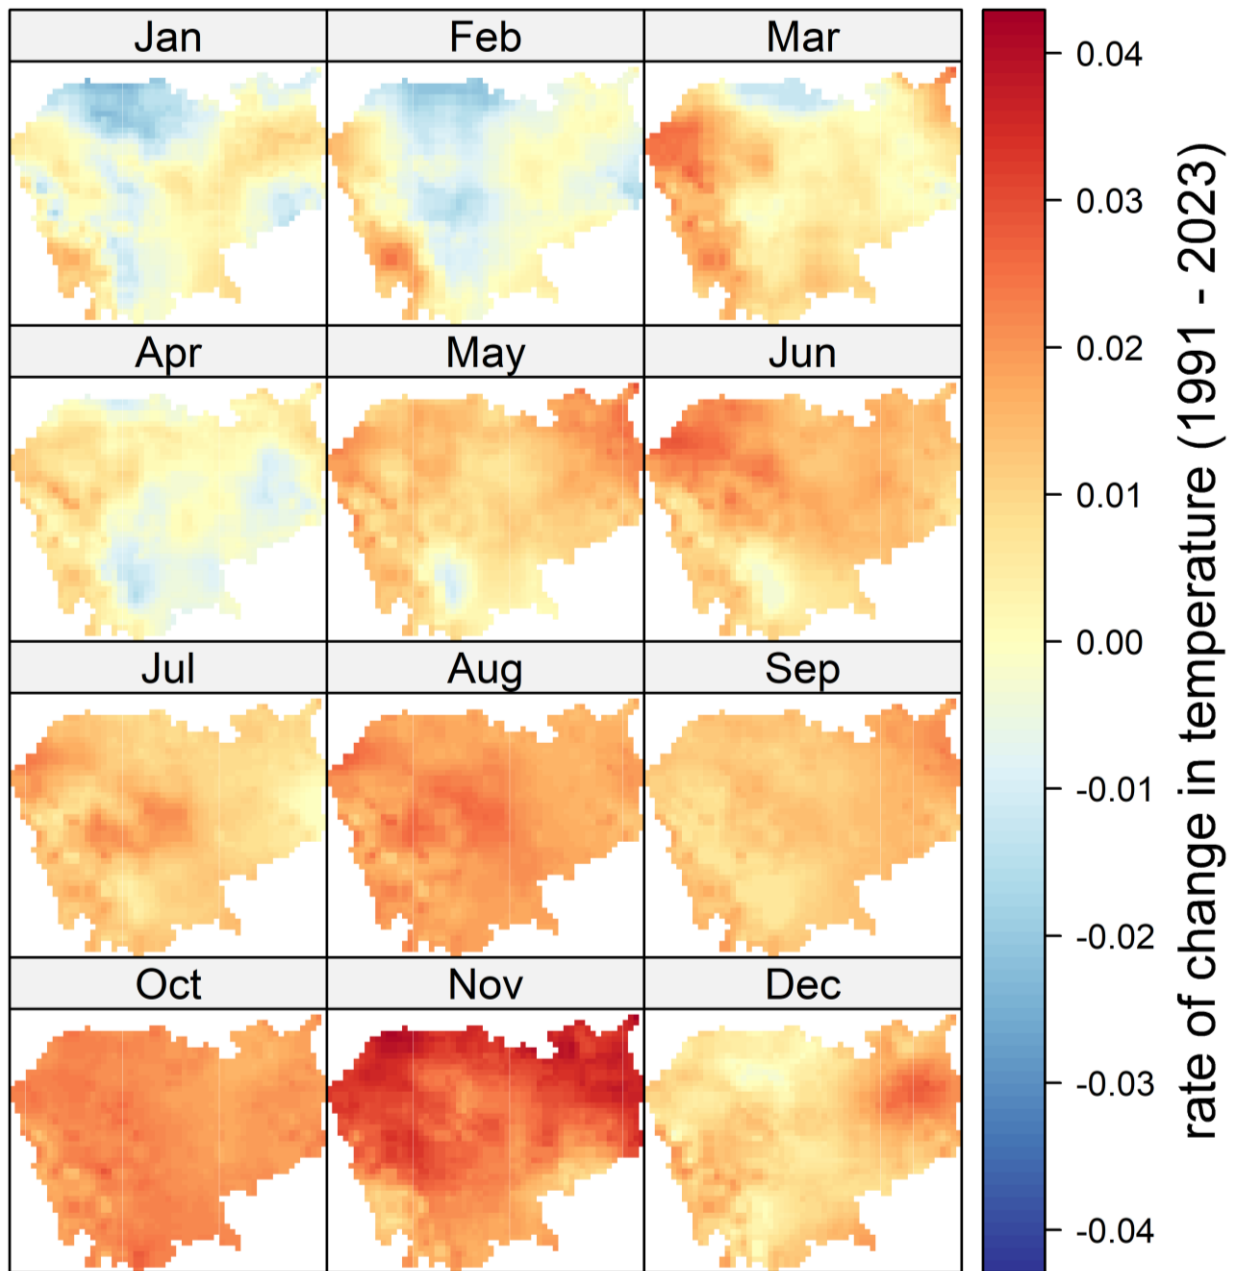 Jan
Feb
Mar
Apr
May
Jun
Jul
Aug
Sep
Oct
Nov
Dec
0.04
0.03
0.02
0.01
0.00
-0.01
-0.02
-0.03
-0.04
rate of change in temperature (1991 - 2023)